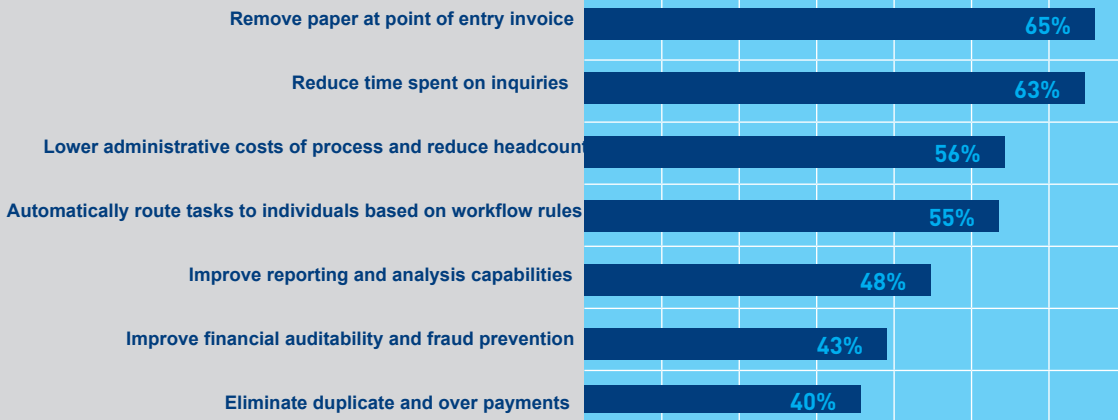 Remove paper at point of entry invoice
65%
Reduce time spent on inquiries
63%
Lower administrative costs of process and reduce headcount
56%
Automatically route tasks to individuals based on workflow rules
55%
Improve reporting and analysis capabilities
48%
Improve financial auditability and fraud prevention
43%
Eliminate duplicate and over payments
40%